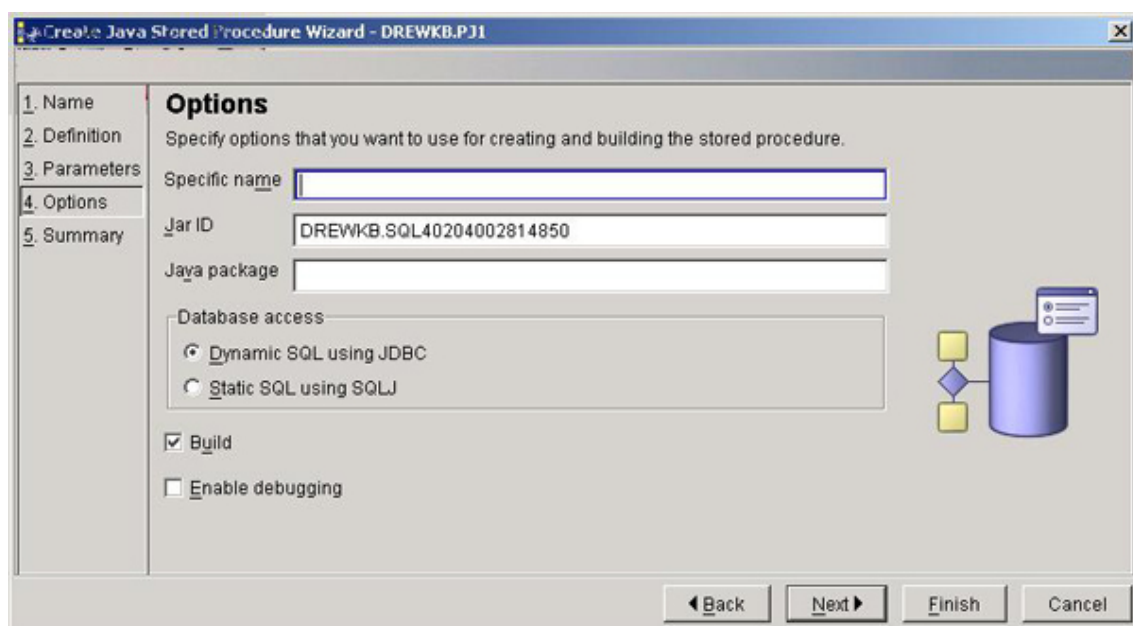 Create Java Stored Procedure Wizard - DREWKB.PJ1
1. Name
2. Definition
3. Parameters
4. Options
5. Summary
Options
Specify options that you want to use for creating and building the stored procedure.
Specific name
Jar ID
DREWKB.SQL40204002814850
Java package
Database access
Dynamic SQL using JDBC
Static SQL using SQLJ
Build
Enable debugging
Back
Next
Finish
Cancel